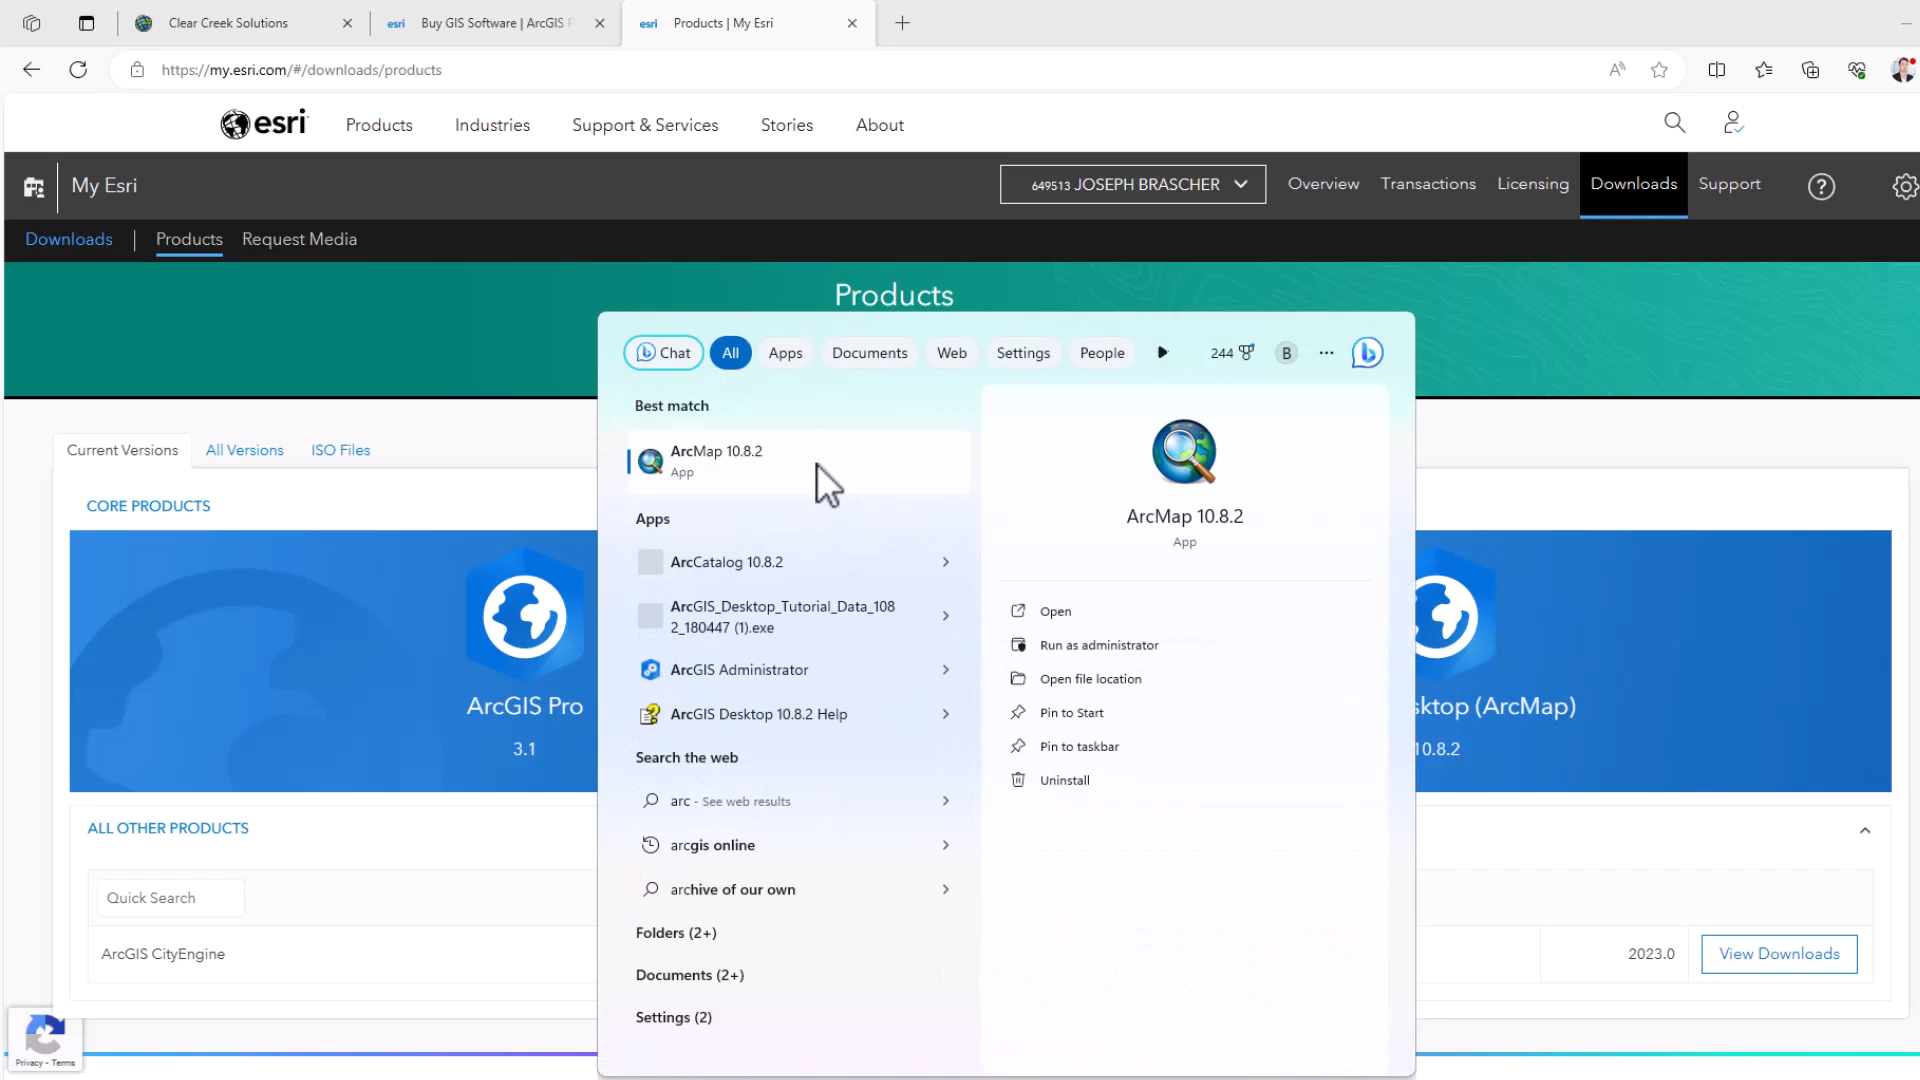 Clear Creek Solutions
esri Buy GIS Software | ArcGIS
esri Products | My Esri
https://my.esri.com/#/downloads/products
esri
Products Industries Support & Services Stories About
My Esri
649513 JOSEPH BRASCHER
Overview Transactions Licensing Downloads Support
Downloads | Products Request Media
Products
Chat All Apps Documents Web Settings People 244 B
Best match
ArcMap 10.8.2
App
Apps
ArcCatalog 10.8.2
ArcGIS_Desktop_Tutorial_Data_108
2_180447 (1).exe
ArcGIS Administrator
ArcGIS Desktop 10.8.2 Help
Search the web
arc - See web results
arcgis online
archive of our own
Folders (2+)
Documents (2+)
Settings (2)
ArcMap 10.8.2
App
Open
Run as administrator
Open file location
Pin to Start
Pin to taskbar
Uninstall
Current Versions All Versions ISO Files
CORE PRODUCTS
ArcGIS Pro
3.1
sktop (ArcMap)
10.8.2
ALL OTHER PRODUCTS
Quick Search
ArcGIS CityEngine
2023.0 View Downloads
Privacy - Terms